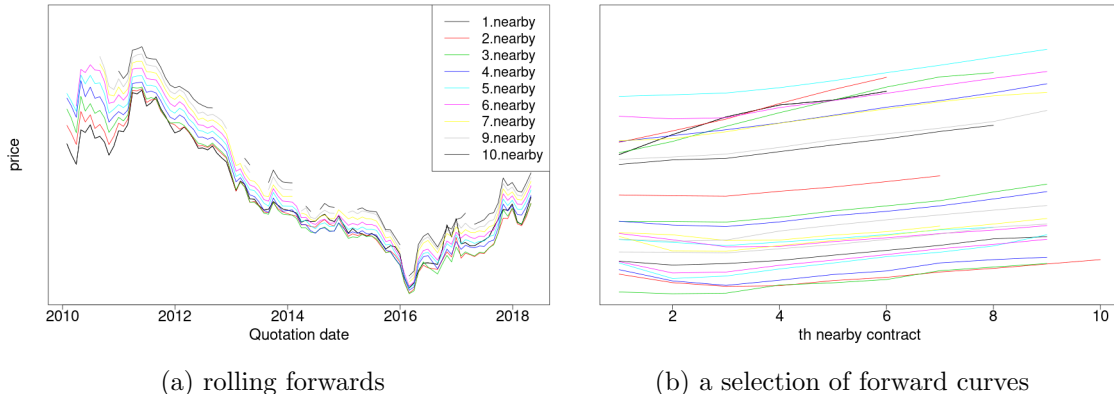 1.nearby
2.nearby
3.nearby
4.nearby
5.nearby
6.nearby
7.nearby
9.nearby
10.nearby
price
2010 2012 2014 2016 2018
Quotation date
2 4 6 8 10
th nearby contract
(a) rolling forwards
(b) a selection of forward curves